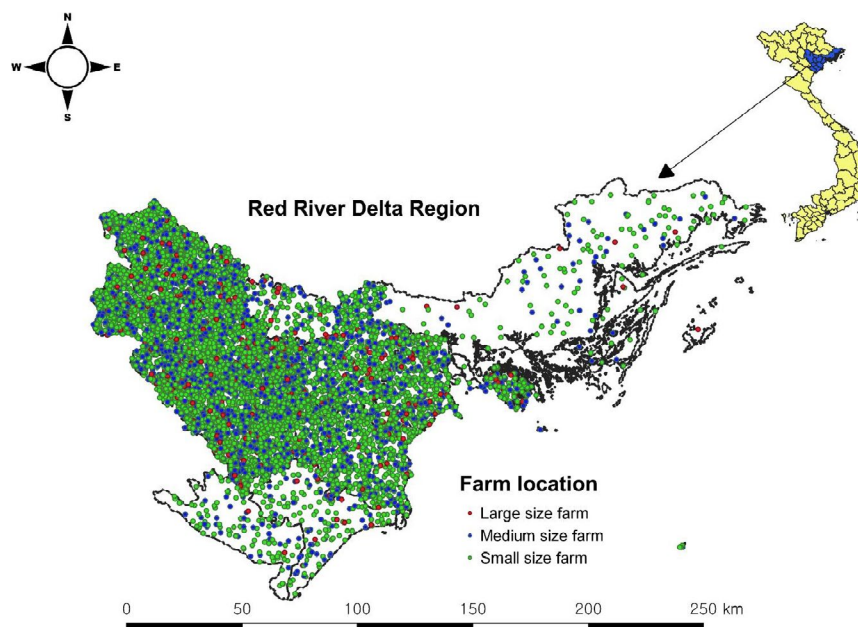 N
W E
S
Red River Delta Region
Farm location
Large size farm
Medium size farm
Small size farm
0 50 100 150 200 250 km